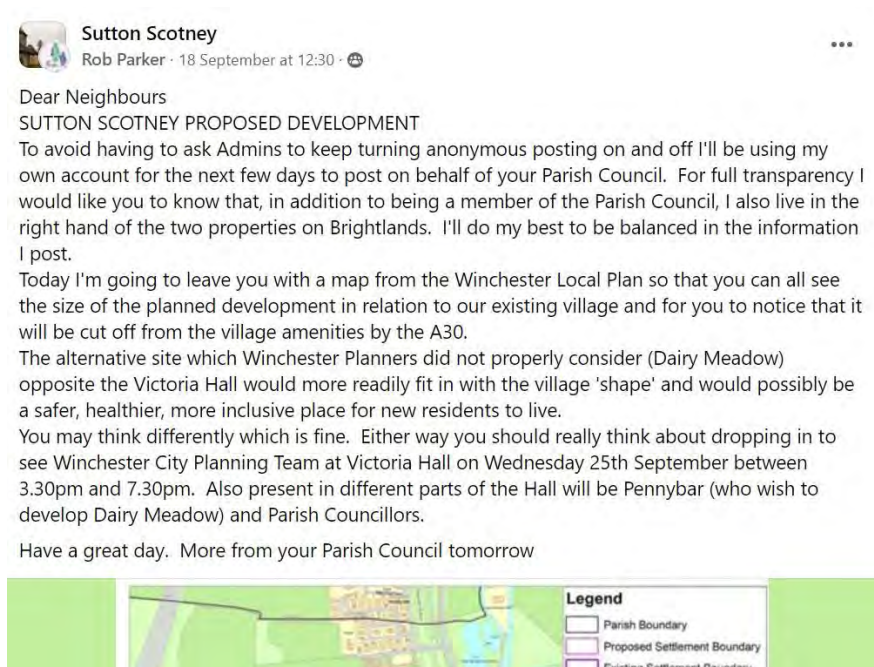 Sutton Scotney
Rob Parker · 18 September at 12:30 ·
Dear Neighbours
SUTTON SCOTNEY PROPOSED DEVELOPMENT
To avoid having to ask Admins to keep turning anonymous posting on and off I'll be using my
own account for the next few days to post on behalf of your Parish Council.  For full transparency I
would like you to know that, in addition to being a member of the Parish Council, I also live in the
right hand of the two properties on Brightlands.  I'll do my best to be balanced in the information
I post.
Today I'm going to leave you with a map from the Winchester Local Plan so that you can all see
the size of the planned development in relation to our existing village and for you to notice that it
will be cut off from the village amenities by the A30.
The alternative site which Winchester Planners did not properly consider (Dairy Meadow)
opposite the Victoria Hall would more readily fit in with the village 'shape' and would possibly be
a safer, healthier, more inclusive place for new residents to live.
You may think differently which is fine.  Either way you should really think about dropping in to
see Winchester City Planning Team at Victoria Hall on Wednesday 25th September between
3.30pm and 7.30pm.  Also present in different parts of the Hall will be Pennybar (who wish to
develop Dairy Meadow) and Parish Councillors.
Have a great day.  More from your Parish Council tomorrow
Legend
Parish Boundary
Proposed Settlement Boundary